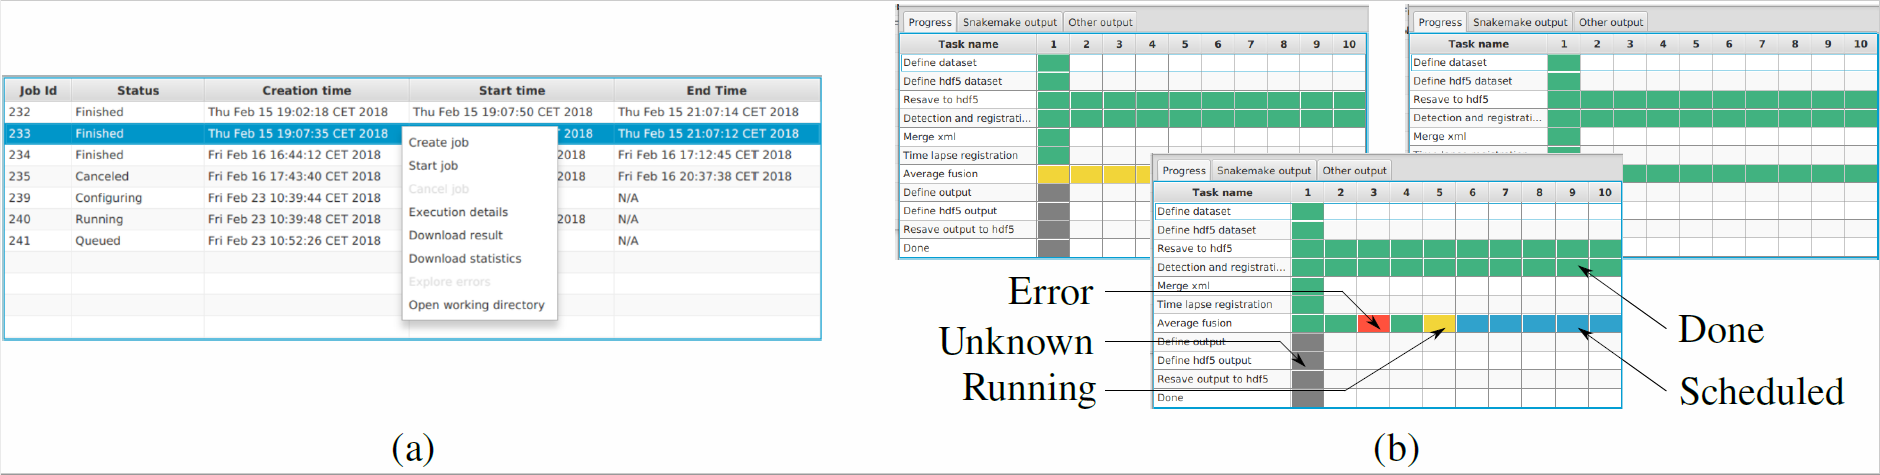 Job Id Status Creation time Start time End Time
232 Finished Thu Feb 15 19:02:18 CET 2018 Thu Feb 15 19:07:50 CET 2018 Thu Feb 15 21:07:14 CET 2018
233 Finished Thu Feb 15 19:07:35 CET 2018 CET 2018 Thu Feb 15 21:07:12 CET 2018
234 Finished Fri Feb 16 16:44:12 CET 2018 2018 Fri Feb 16 17:12:45 CET 2018
235 Canceled Fri Feb 16 17:43:40 CET 2018 2018 Fri Feb 16 20:37:38 CET 2018
239 Configuring Fri Feb 23 10:39:44 CET 2018 N/A
240 Running Fri Feb 23 10:39:48 CET 2018 2018 N/A
241 Queued Fri Feb 23 10:52:26 CET 2018 N/A
Create job
Start job
Cancel job
Execution details
Download result
Download statistics
Explore errors
Open working directory
(a)
Progress Snakemake output Other output
Task name 1 2 3 4 5 6 7 8 9 10
Define dataset
Define hdf5 dataset
Resave to hdf5
Detection and registrati...
Merge xml
Time lapse registration
Average fusion
Define output
Define hdf5 output
Resave output to hdf5
Done
Progress Snakemake output Other output
Task name 1 2 3 4 5 6 7 8 9 10
Define dataset
Define hdf5 dataset
Resave to hdf5
Detection and registrati...
Merge xml
Time lapse registration
Progress Snakemake output Other output
Task name 1 2 3 4 5 6 7 8 9 10
Define dataset
Define hdf5 dataset
Resave to hdf5
Detection and registrati...
Merge xml
Time lapse registration
Average fusion
Define output
Define hdf5 output
Resave output to hdf5
Done
Error
Unknown
Running
Done
Scheduled
(b)